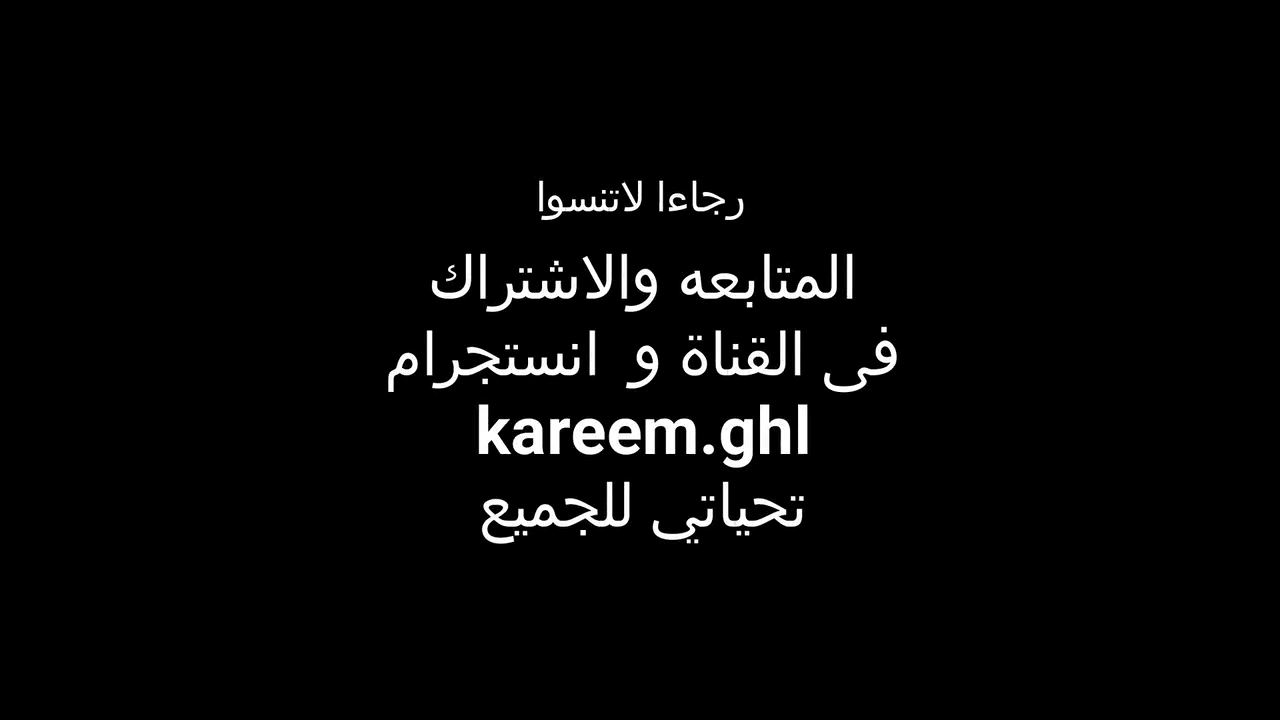 رجاءا لاتنسوا
المتابعه والاشتراك
فى القناة و انستجرام
kareem.ghl
تحياتي للجميع